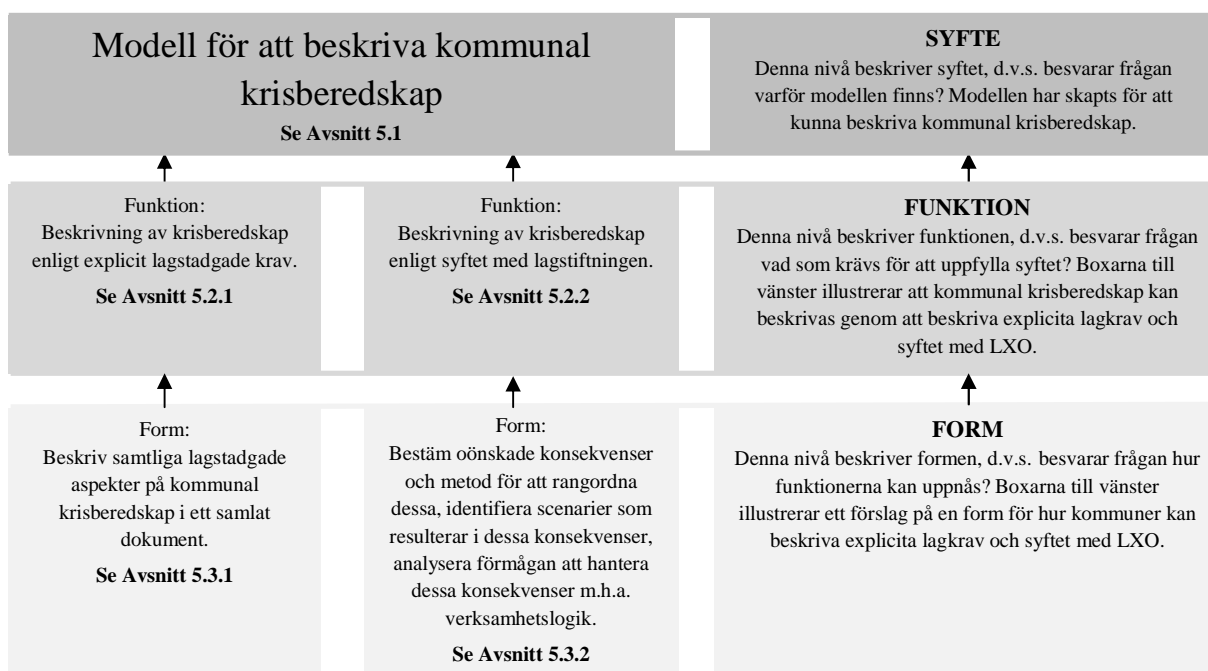 Modell för att beskriva kommunal
krisberedskap
Se Avsnitt 5.1
SYFTE
Denna nivå beskriver syftet, d.v.s. besvarar frågan
varför modellen finns? Modellen har skapts för att
kunna beskriva kommunal krisberedskap.
Funktion:
Beskrivning av krisberedskap
enligt explicit lagstadgade krav.
Se Avsnitt 5.2.1
Funktion:
Beskrivning av krisberedskap
enligt syftet med lagstiftningen.
Se Avsnitt 5.2.2
FUNKTION
Denna nivå beskriver funktionen, d.v.s. besvarar frågan
vad som krävs för att uppfylla syftet? Boxarna till
vänster illustrerar att kommunal krisberedskap kan
beskrivas genom att beskriva explicita lagkrav och
syftet med LXO.
Form:
Beskriv samtliga lagstadgade
aspekter på kommunal
krisberedskap i ett samlat
dokument.
Se Avsnitt 5.3.1
Form:
Bestäm oönskade konsekvenser
och metod för att rangordna
dessa, identifiera scenarier som
resulterar i dessa konsekvenser,
analysera förmågan att hantera
dessa konsekvenser m.h.a.
verksamhetslogik.
Se Avsnitt 5.3.2
FORM
Denna nivå beskriver formen, d.v.s. besvarar frågan hur
funktionerna kan uppnås? Boxarna till vänster
illustrerar ett förslag på en form för hur kommuner kan
beskriva explicita lagkrav och syftet med LXO.